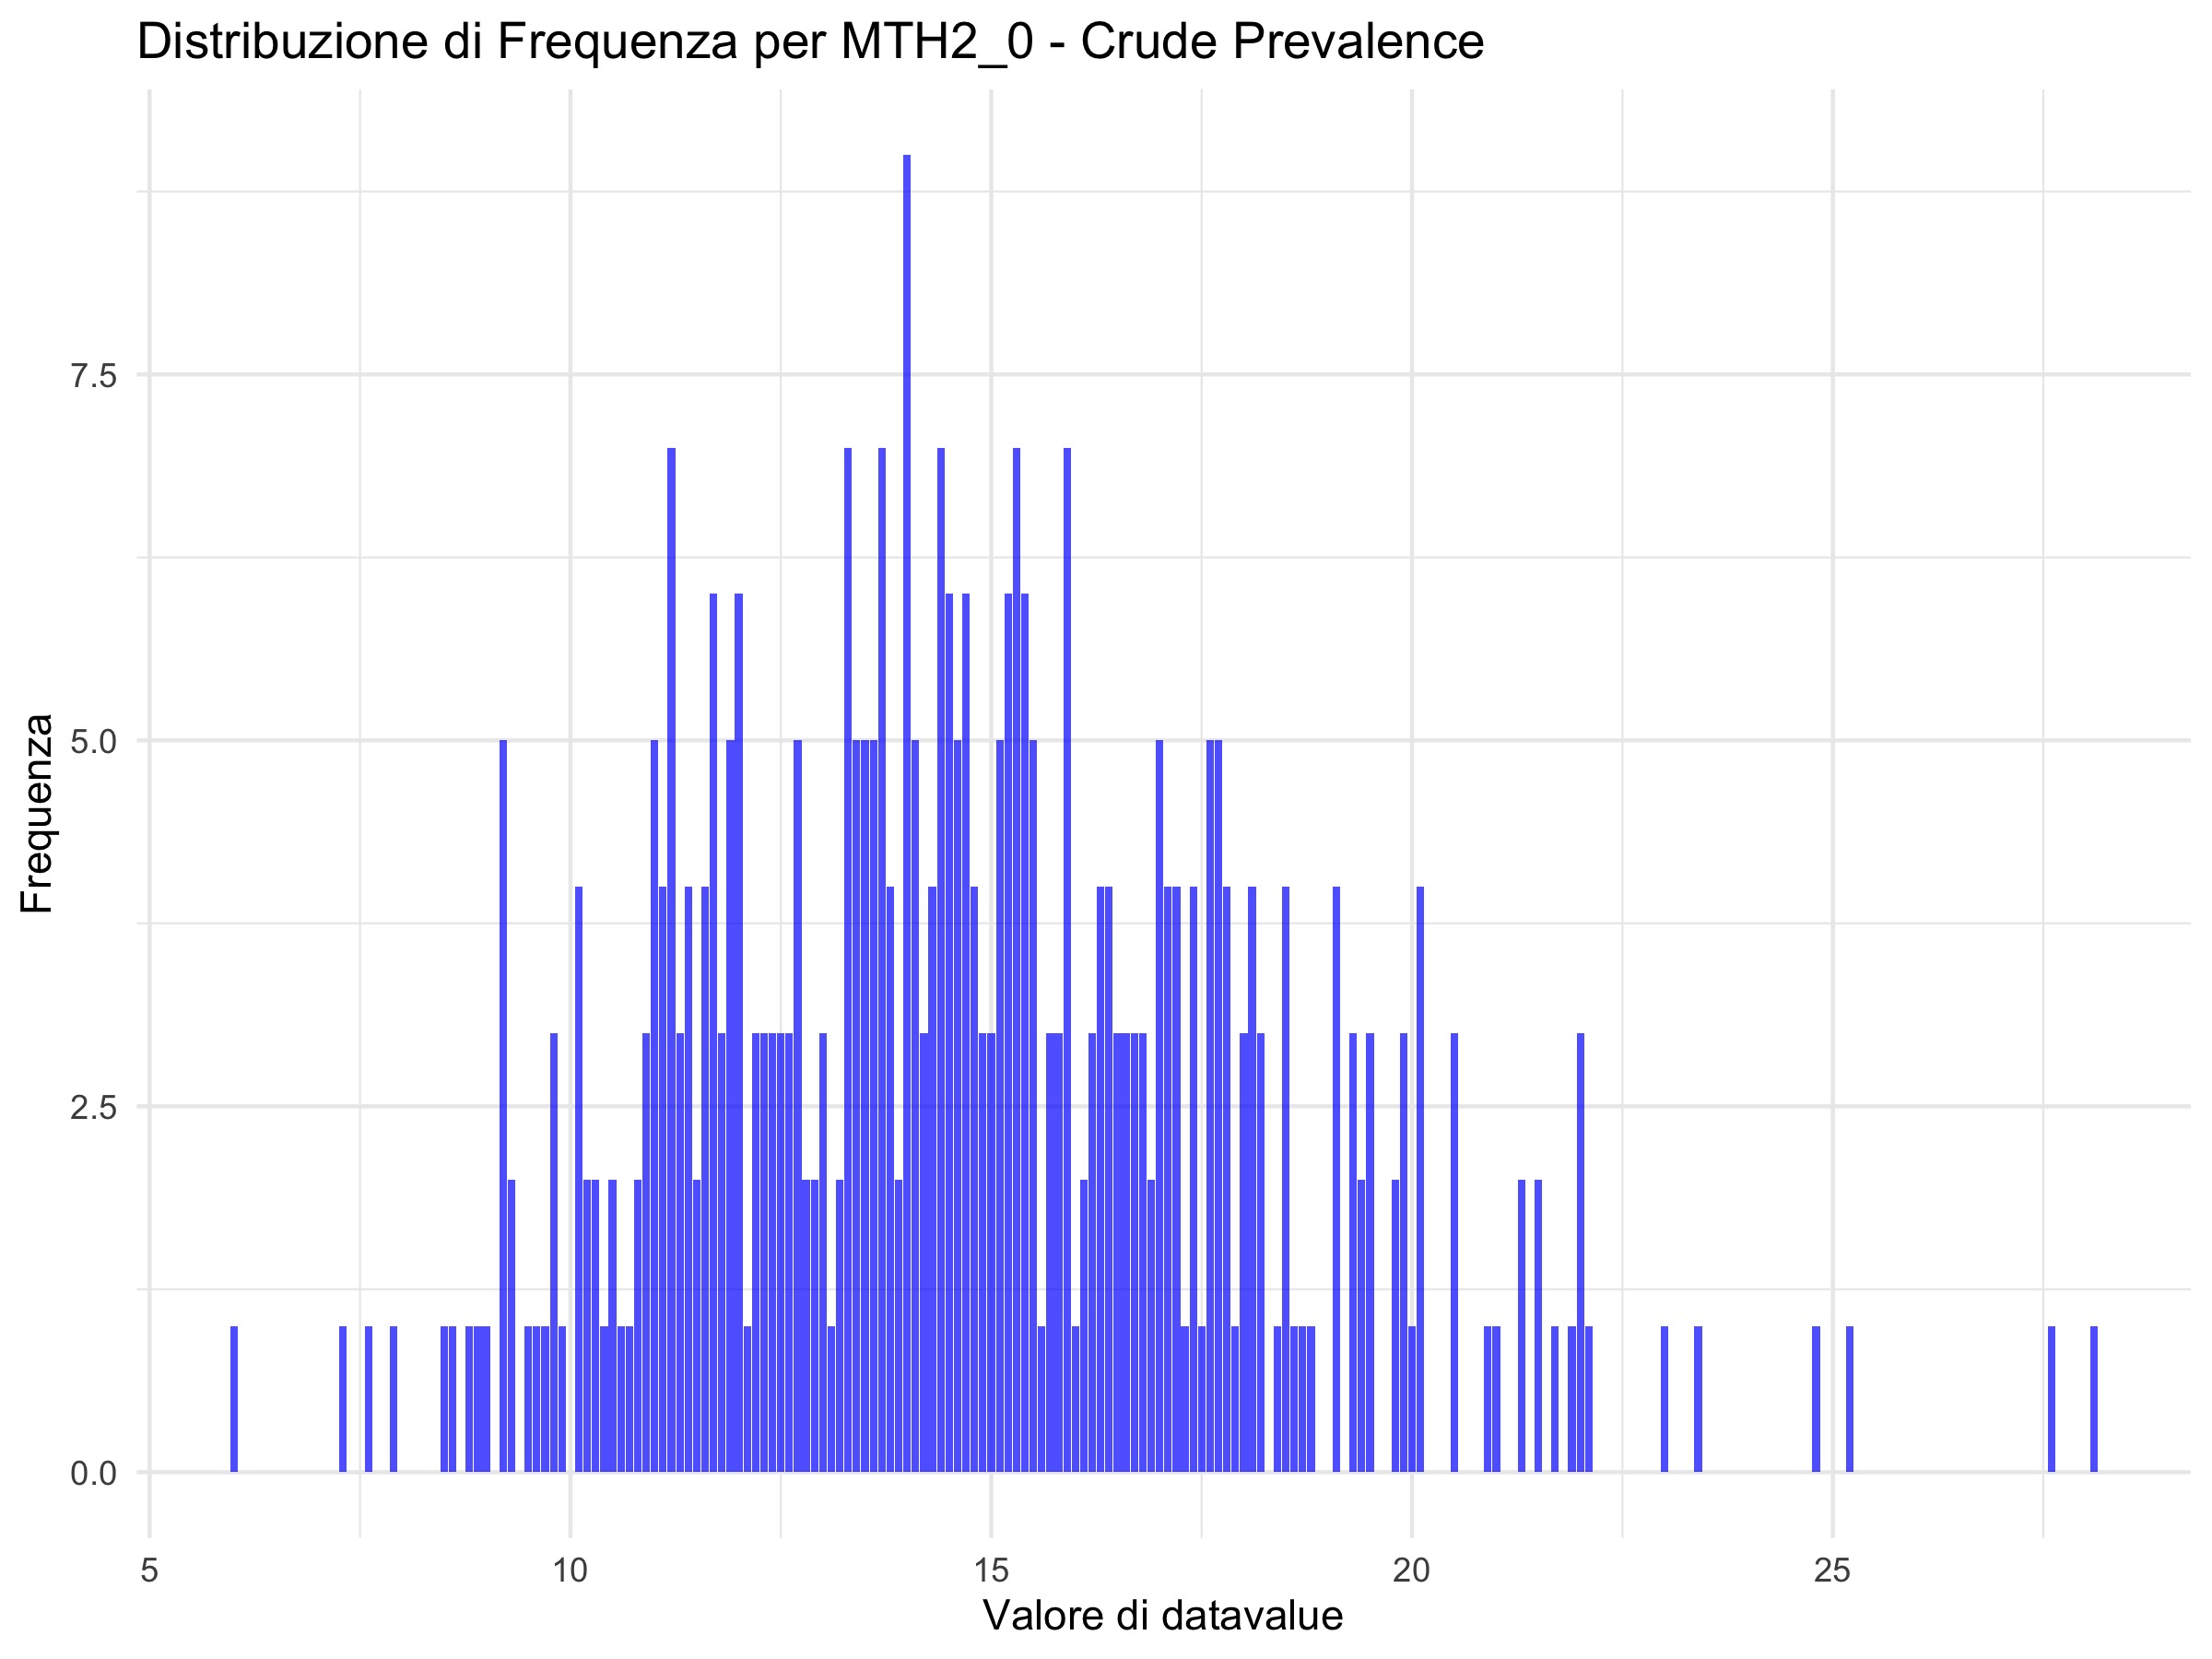 Distribuzione di Frequenza per MTH2_0 - Crude Prevalence
Frequenza
7.5
5.0
2.5
0.0
5 10 15 20 25
Valore di datavalue